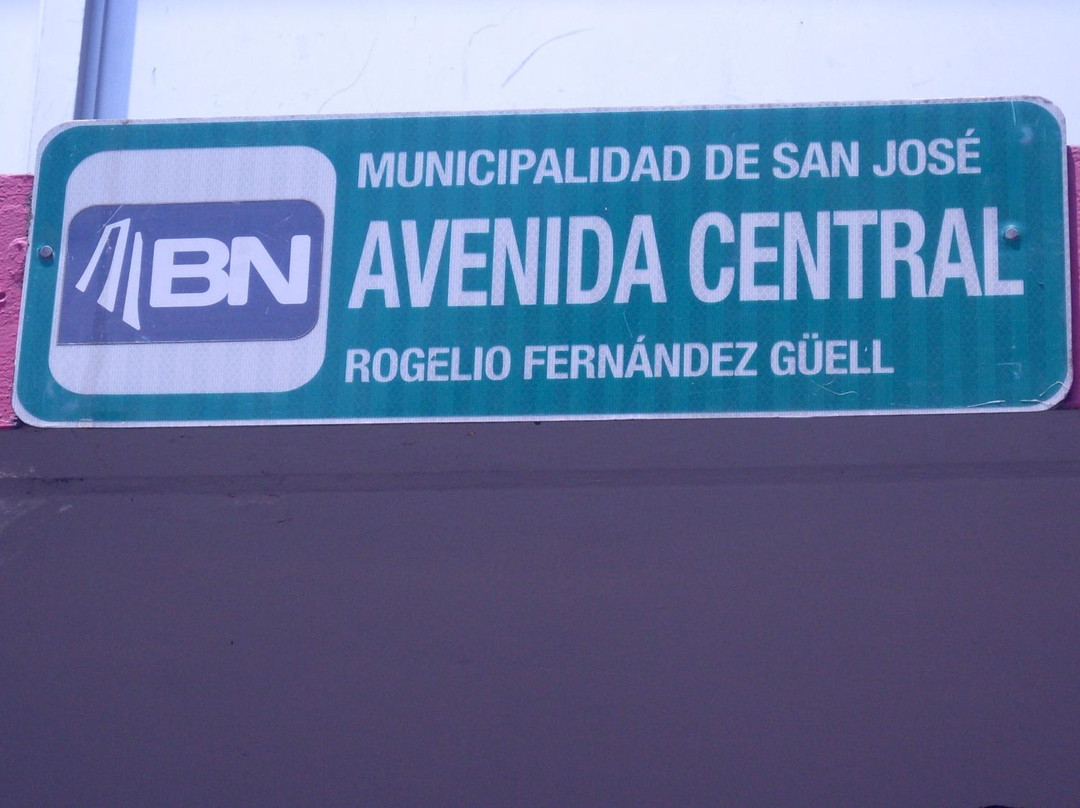 MUNICIPALIDAD DE SAN JOSÉ
BN
AVENIDA CENTRAL
ROGELIO FERNÁNDEZ GÜELL